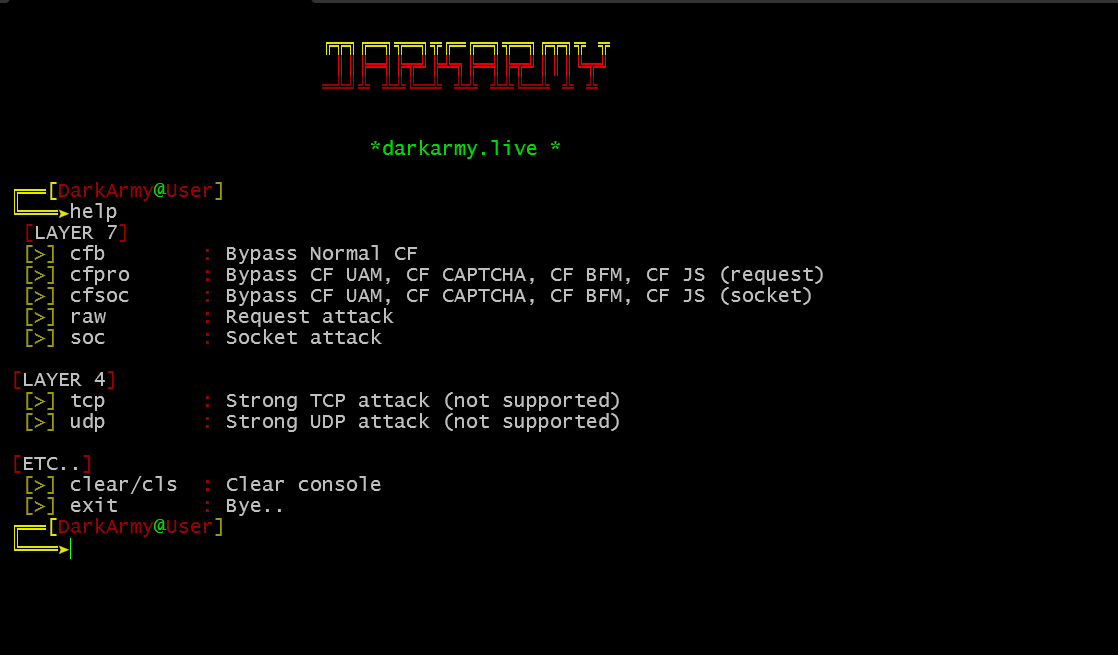 DARKARMY
*darkarmy.live *
[DarkArmy@User]
help
[LAYER 7]
[>] cfb : Bypass Normal CF
[>] cfpro : Bypass CF UAM, CF CAPTCHA, CF BFM, CF JS (request)
[>] cfsoc : Bypass CF UAM, CF CAPTCHA, CF BFM, CF JS (socket)
[>] raw : Request attack
[>] soc : Socket attack
[LAYER 4]
[>] tcp : Strong TCP attack (not supported)
[>] udp : Strong UDP attack (not supported)
[ETC..]
[>] clear/cls : Clear console
[>] exit : Bye..
[DarkArmy@User]